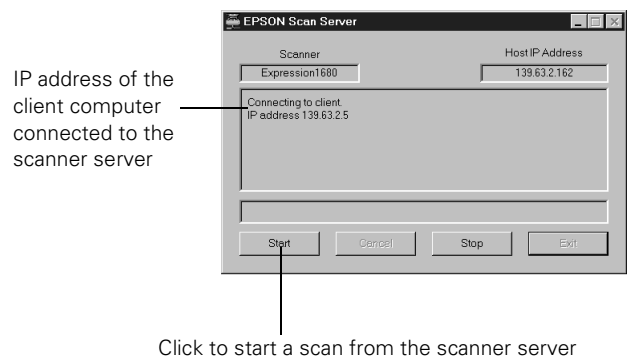 EPSON Scan Server
Scanner
Host IP Address
Expression1680
139.63.2.162
IP address of the
client computer
connected to the
scanner server
Connecting to client.
IP address 139.63.2.5
Start
Cancel
Stop
Exit
Click to start a scan from the scanner server